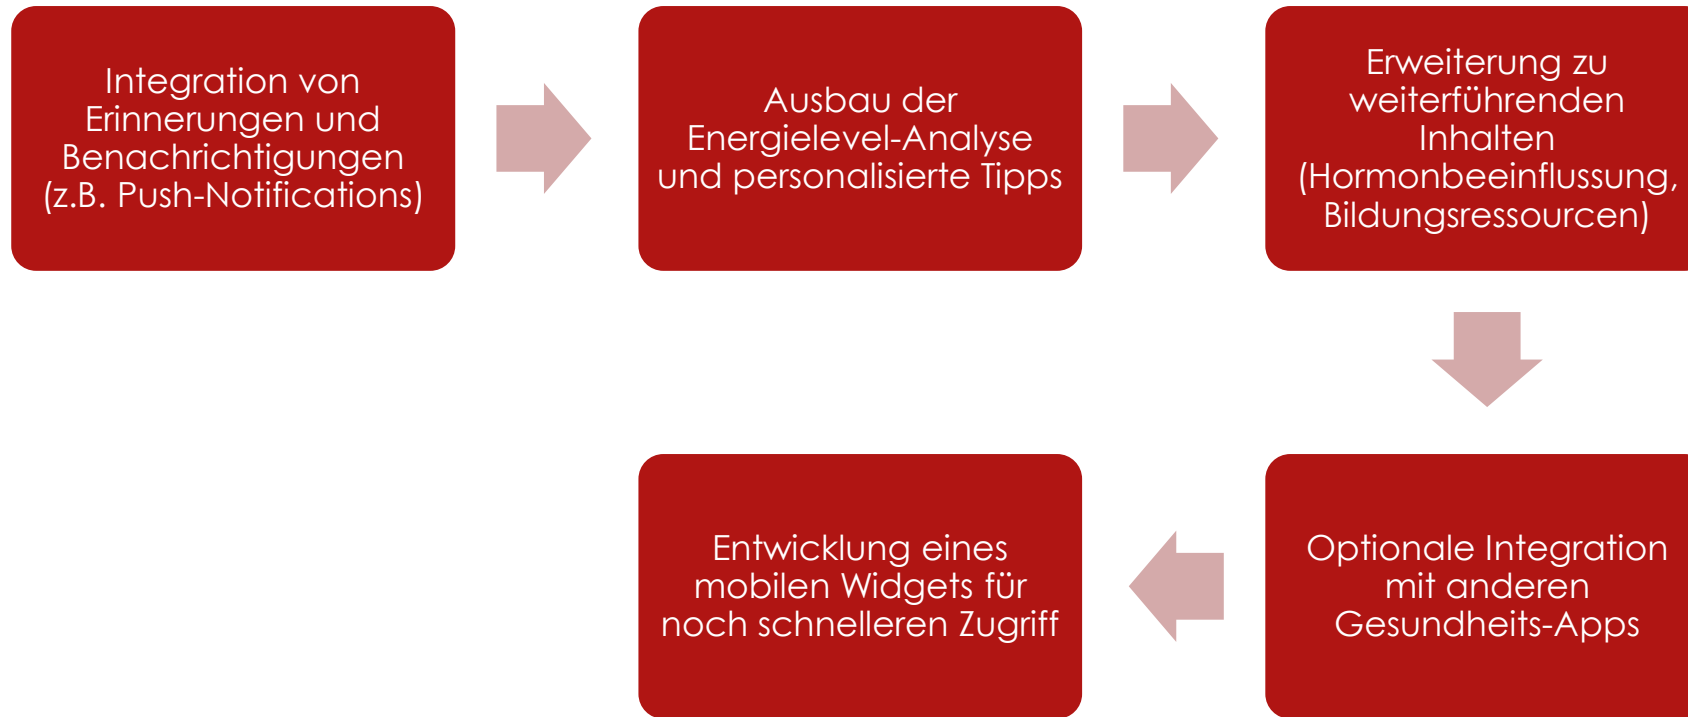 Integration von
Erinnerungen und
Benachrichtigungen
(z.B. Push-Notifications)
Ausbau der
Energielevel-Analyse
und personalisierte Tipps
Erweiterung zu
weiterführenden
Inhalten
(Hormonbeeinflussung,
Bildungsressourcen)
Optionale Integration
mit anderen
Gesundheits-Apps
Entwicklung eines
mobilen Widgets für
noch schnelleren Zugriff